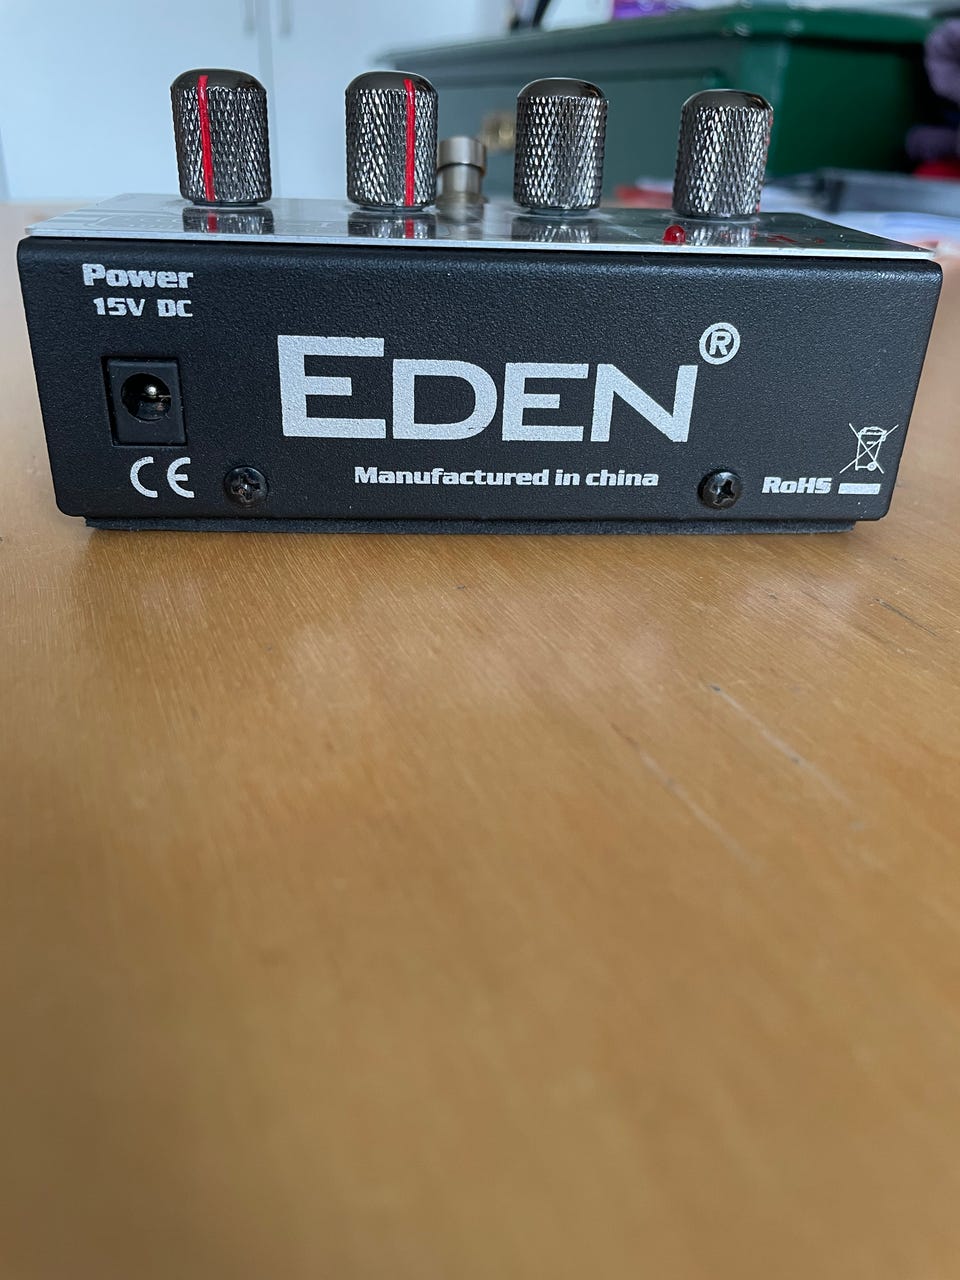 Power
15V DC
EDEN®
CE
Manufactured in china
RoHS